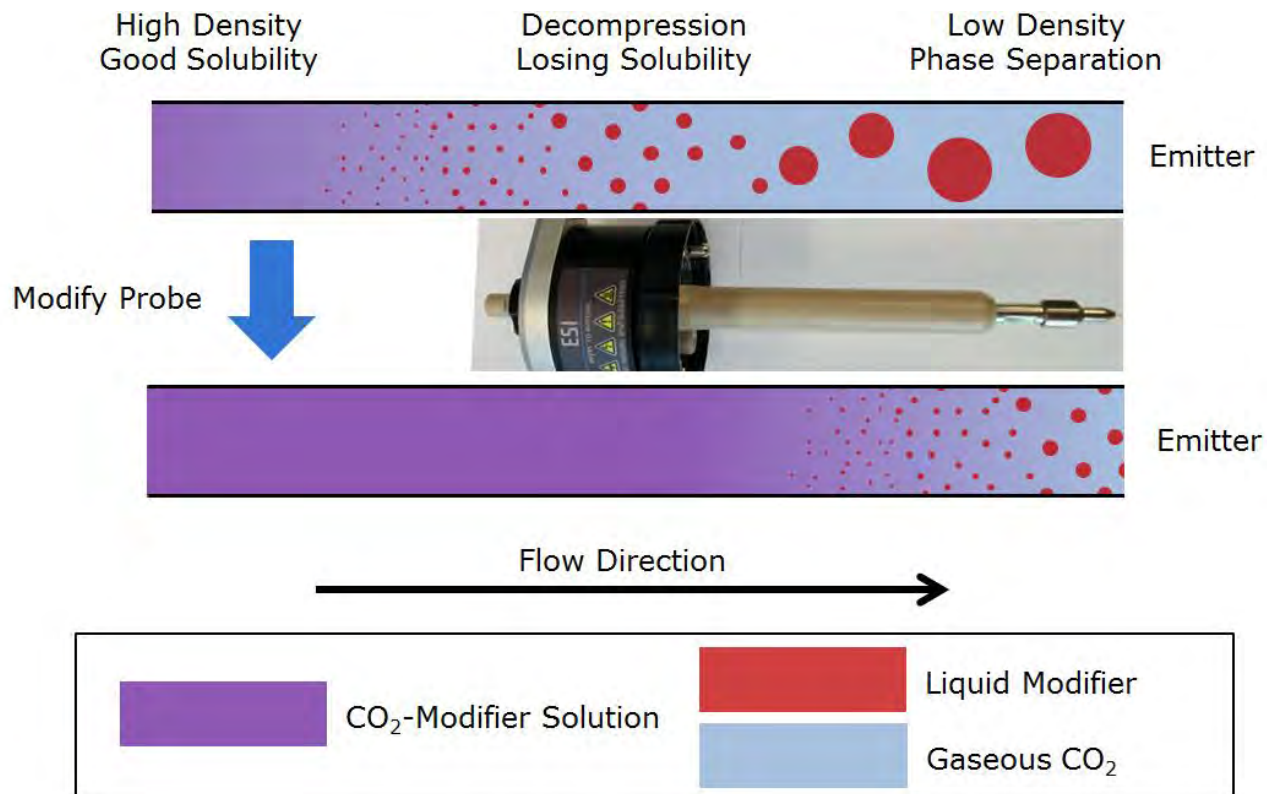 High Density
Good Solubility
Decompression
Losing Solubility
Low Density
Phase Separation
Emitter
Modify Probe
ESI
Emitter
Flow Direction
CO₂-Modifier Solution
Liquid Modifier
Gaseous CO₂